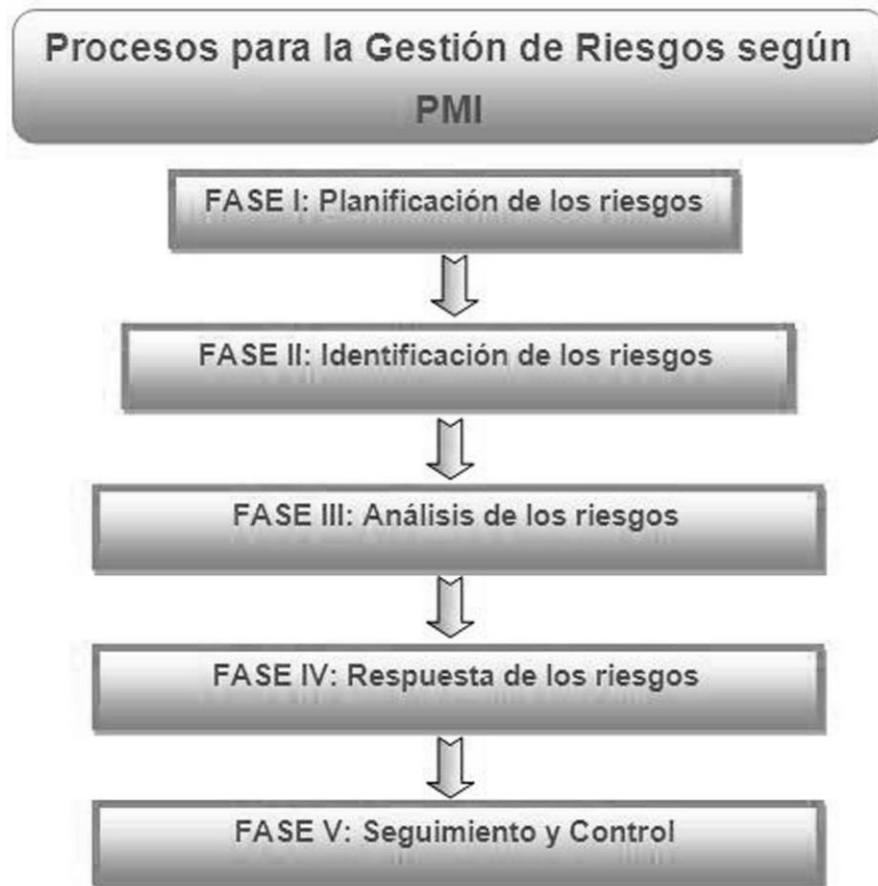 Procesos para la Gestión de Riesgos según
PMI
FASE I: Planificación de los riesgos
FASE II: Identificación de los riesgos
FASE III: Análisis de los riesgos
FASE IV: Respuesta de los riesgos
FASE V: Seguimiento y Control